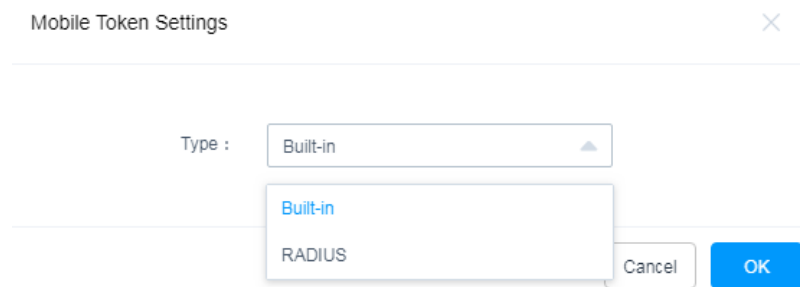 Mobile Token Settings
Type : Built-in
Built-in
RADIUS
Cancel OK